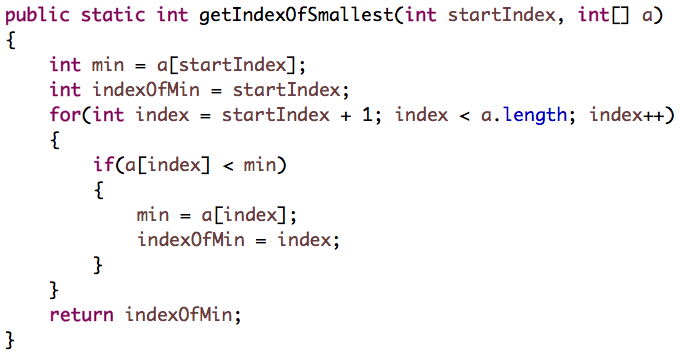 public static int getIndexOfSmallest(int startIndex, int[] a)
{
    int min = a[startIndex];
    int indexOfMin = startIndex;
    for(int index = startIndex + 1; index < a.length; index++)
    {
        if(a[index] < min)
        {
            min = a[index];
            indexOfMin = index;
        }
    }
    return indexOfMin;
}